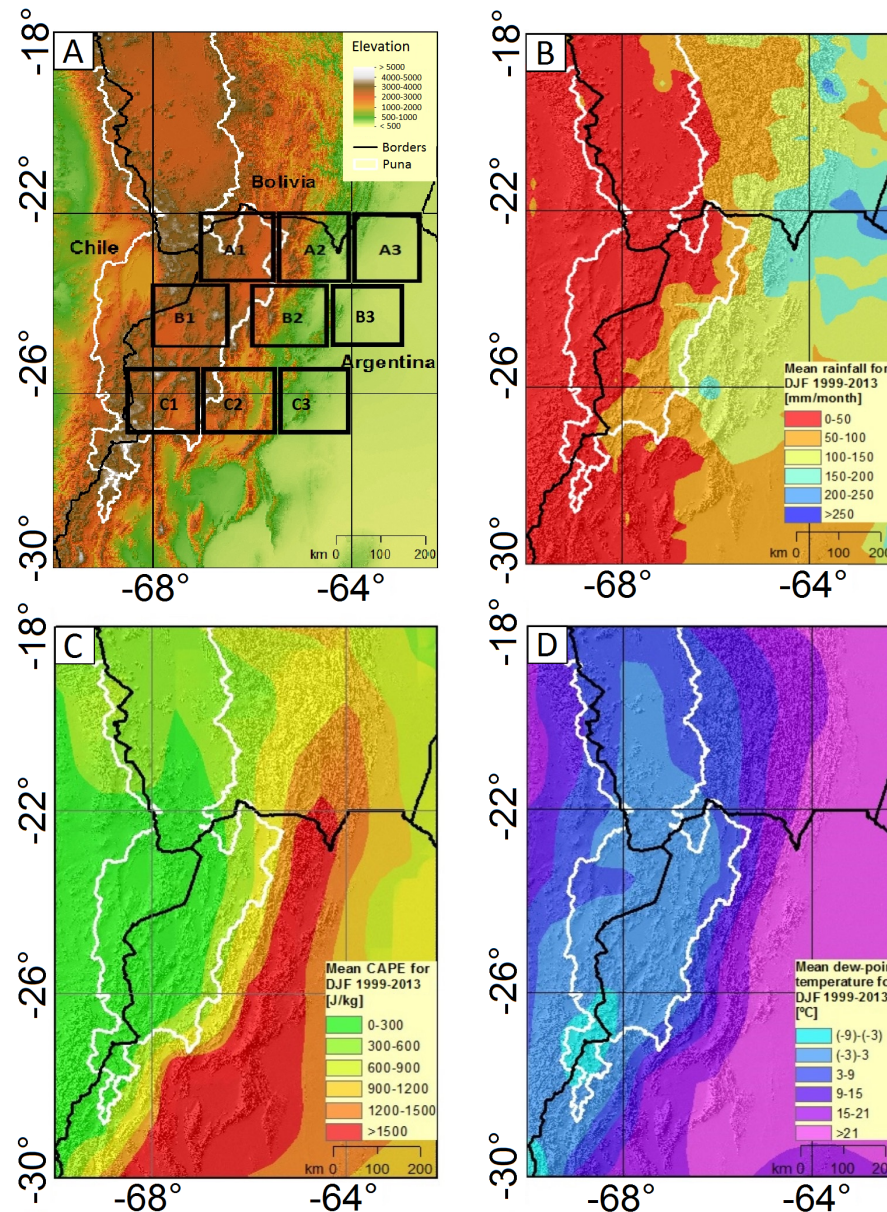 A
-18°
-22°
-26°
-30°
-68°
-64°
Elevation
> 5000
4000-5000
3000-4000
2000-3000
1000-2000
500-1000
< 500
Borders
Puna
Bolivia
Chile
Argentina
A1
A2
A3
B1
B2
B3
C1
C2
C3
km 0 100 200
B
-18°
-22°
-26°
-30°
-68°
-64°
Mean rainfall for
DJF 1999-2013
[mm/month]
0-50
50-100
100-150
150-200
200-250
>250
km 0 100 200
C
-18°
-22°
-26°
-30°
-68°
-64°
Mean CAPE for
DJF 1999-2013
[J/kg]
0-300
300-600
600-900
900-1200
1200-1500
>1500
km 0 100 200
D
-18°
-22°
-26°
-30°
-68°
-64°
Mean dew-poi
temperature fo
DJF 1999-2013
[°C]
(-9)-(-3)
(-3)-3
3-9
9-15
15-21
>21
km 0 100 20